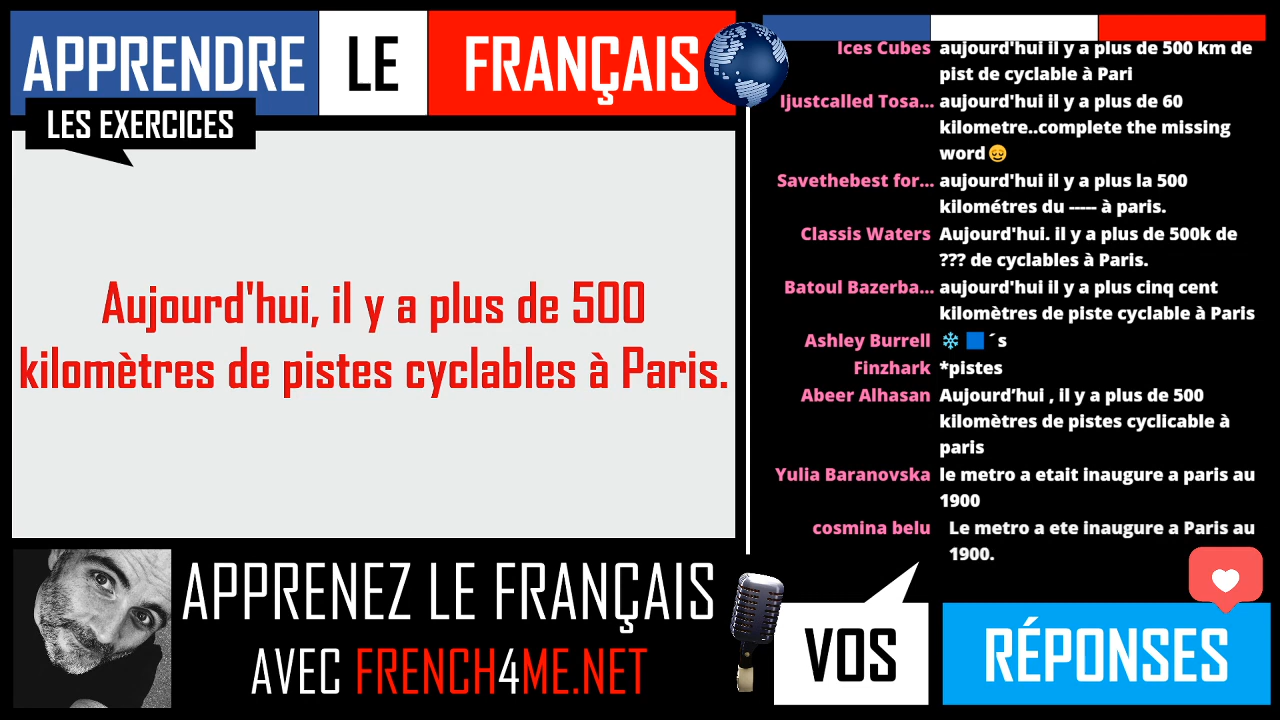 APPRENDRE LE FRANÇAIS
LES EXERCICES
Aujourd'hui, il y a plus de 500
kilomètres de pistes cyclables à Paris.
APPRENEZ LE FRANÇAIS
AVEC FRENCH4ME.NET
Ices Cubes aujourd'hui il y a plus de 500 km de
pist de cyclable à Pari
Ijustcalled Tosa... aujourd'hui il y a plus de 60
kilometre..complete the missing
word😌
Savethebest for... aujourd'hui il y a plus la 500
kilométres du ----- à paris.
Classis Waters Aujourd'hui. il y a plus de 500k de
??? de cyclables à Paris.
Batoul Bazerba... aujourd'hui il y a plus cinq cent
kilomètres de piste cyclable à Paris
Ashley Burrell ❄️ 🟦 ´s
Finzhark *pistes
Abeer Alhasan Aujourd’hui , il y a plus de 500
kilomètres de pistes cyclicable à
paris
Yulia Baranovska le metro a etait inaugure a paris au
1900
cosmina belu Le metro a ete inaugure a Paris au
1900.
VOS RÉPONSES